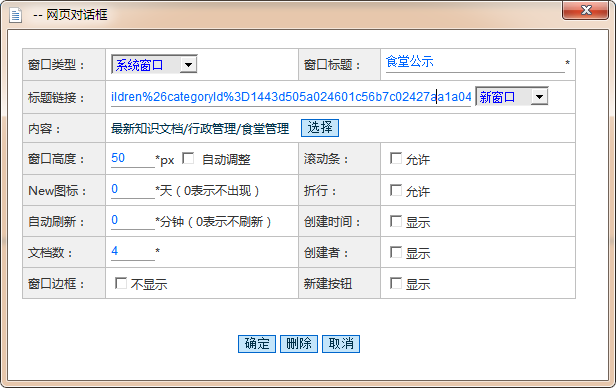 -- 网页对话框
窗口类型： 系统窗口 窗口标题： 食堂公示 *
标题链接： ildren%26categoryId%3D1443d505a024601c56b7c02427aa1a04 新窗口
内容： 最新知识文档/行政管理/食堂管理 选择
窗口高度： 50 *px 自动调整 滚动条： 允许
New图标： 0 *天（0表示不出现） 折行： 允许
自动刷新： 0 *分钟（0表示不刷新） 创建时间： 显示
文档数： 4 * 创建者： 显示
窗口边框： 不显示 新建按钮 显示
确定 删除 取消